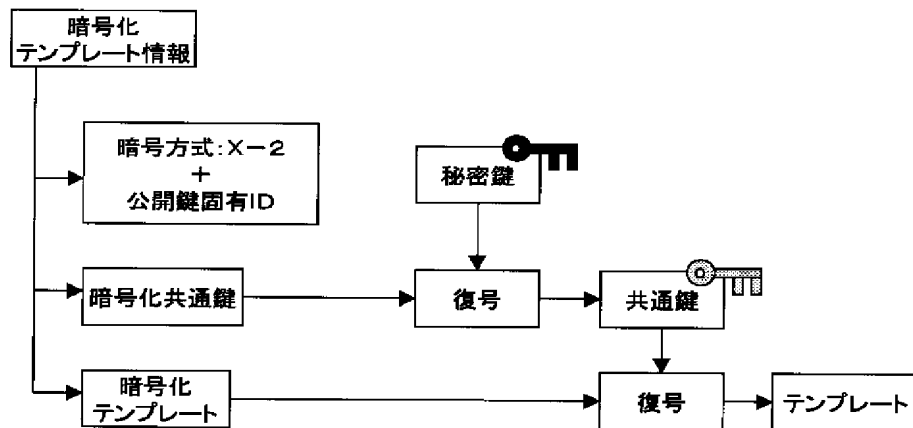 暗号化
テンプレート情報
暗号方式:X−2
+
公開鍵固有ID
秘密鍵
暗号化共通鍵
復号
共通鍵
暗号化
テンプレート
復号
テンプレート